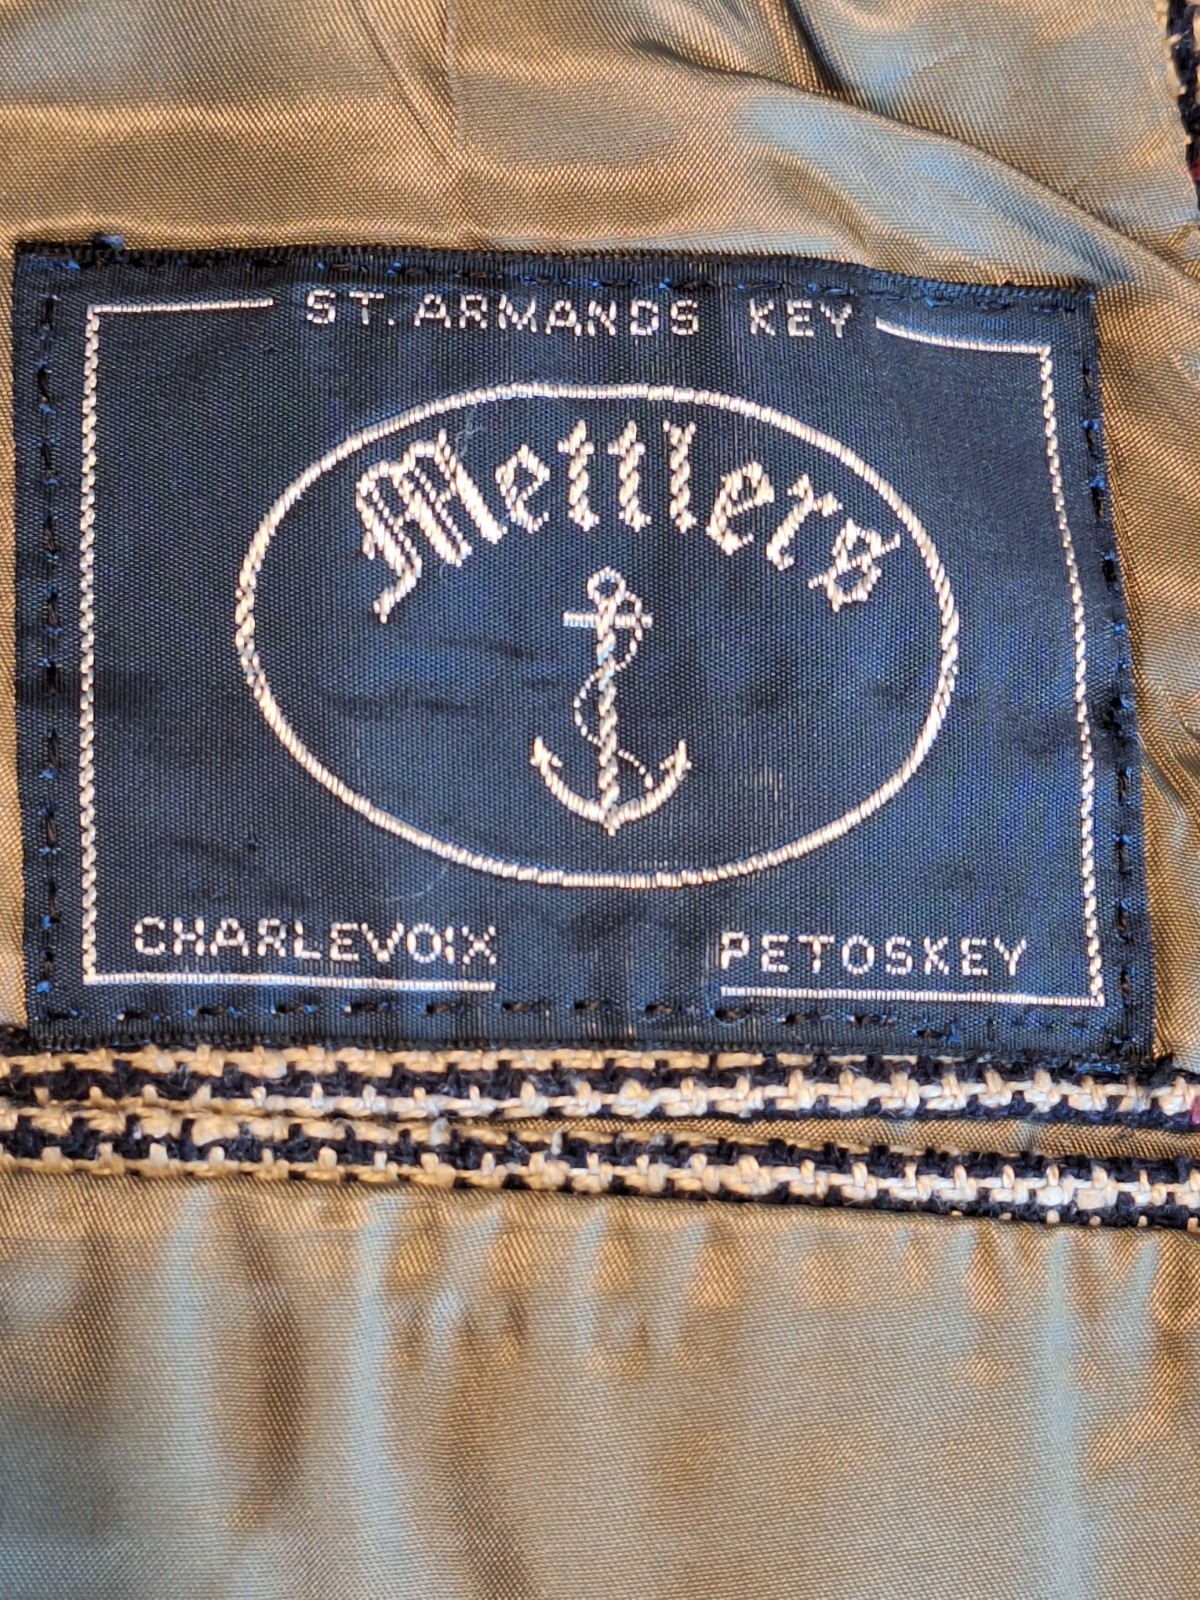 ST. ARMANDS KEY
Mettlers
CHARLEVOIX
PETOSKEY